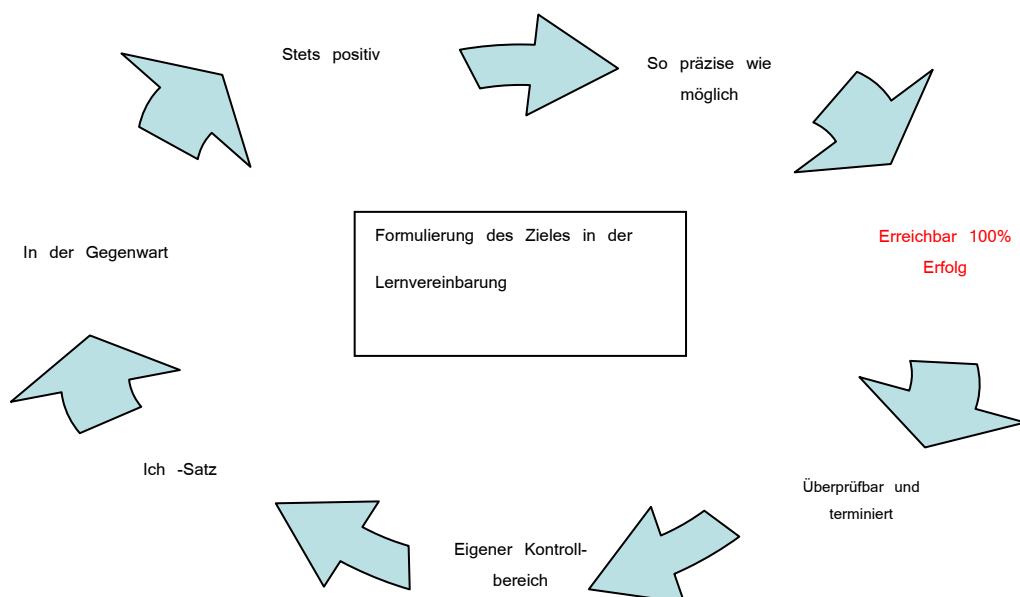 Stets positiv
So präzise wie
möglich
Erreichbar 100%
Erfolg
Überprüfbar und
terminiert
Eigener Kontroll-
bereich
Ich -Satz
In der Gegenwart
Formulierung des Zieles in der
Lernvereinbarung